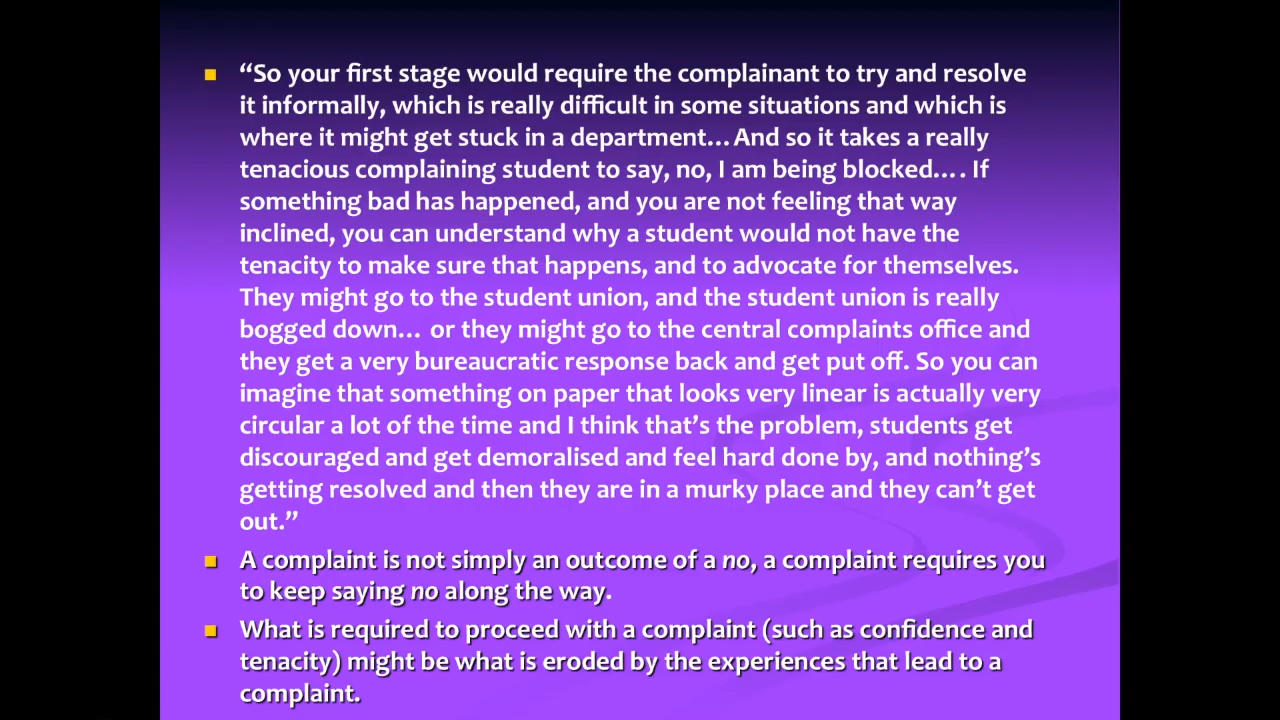 “So your first stage would require the complainant to try and resolve
it informally, which is really difficult in some situations and which is
where it might get stuck in a department… And so it takes a really
tenacious complaining student to say, no, I am being blocked…. If
something bad has happened, and you are not feeling that way
inclined, you can understand why a student would not have the
tenacity to make sure that happens, and to advocate for themselves.
They might go to the student union, and the student union is really
bogged down… or they might go to the central complaints office and
they get a very bureaucratic response back and get put off. So you can
imagine that something on paper that looks very linear is actually very
circular a lot of the time and I think that’s the problem, students get
discouraged and get demoralised and feel hard done by, and nothing’s
getting resolved and then they are in a murky place and they can’t get
out.”
A complaint is not simply an outcome of a no, a complaint requires you
to keep saying no along the way.
What is required to proceed with a complaint (such as confidence and
tenacity) might be what is eroded by the experiences that lead to a
complaint.